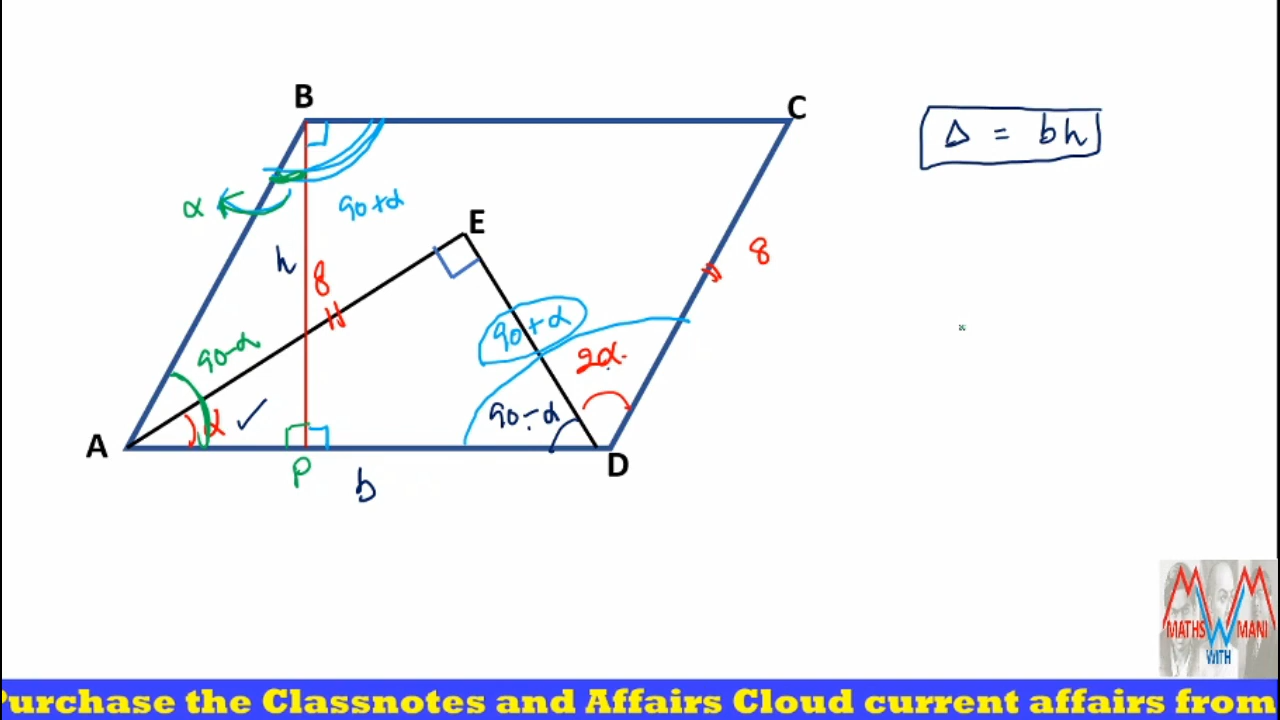 B
C
Δ = bh
α
90+α
E
h
8
8
90-α
90+α
2α
α
90-α
A
P
D
b
MATHS MANI
WITH
Purchase the Classnotes and Affairs Cloud current affairs from